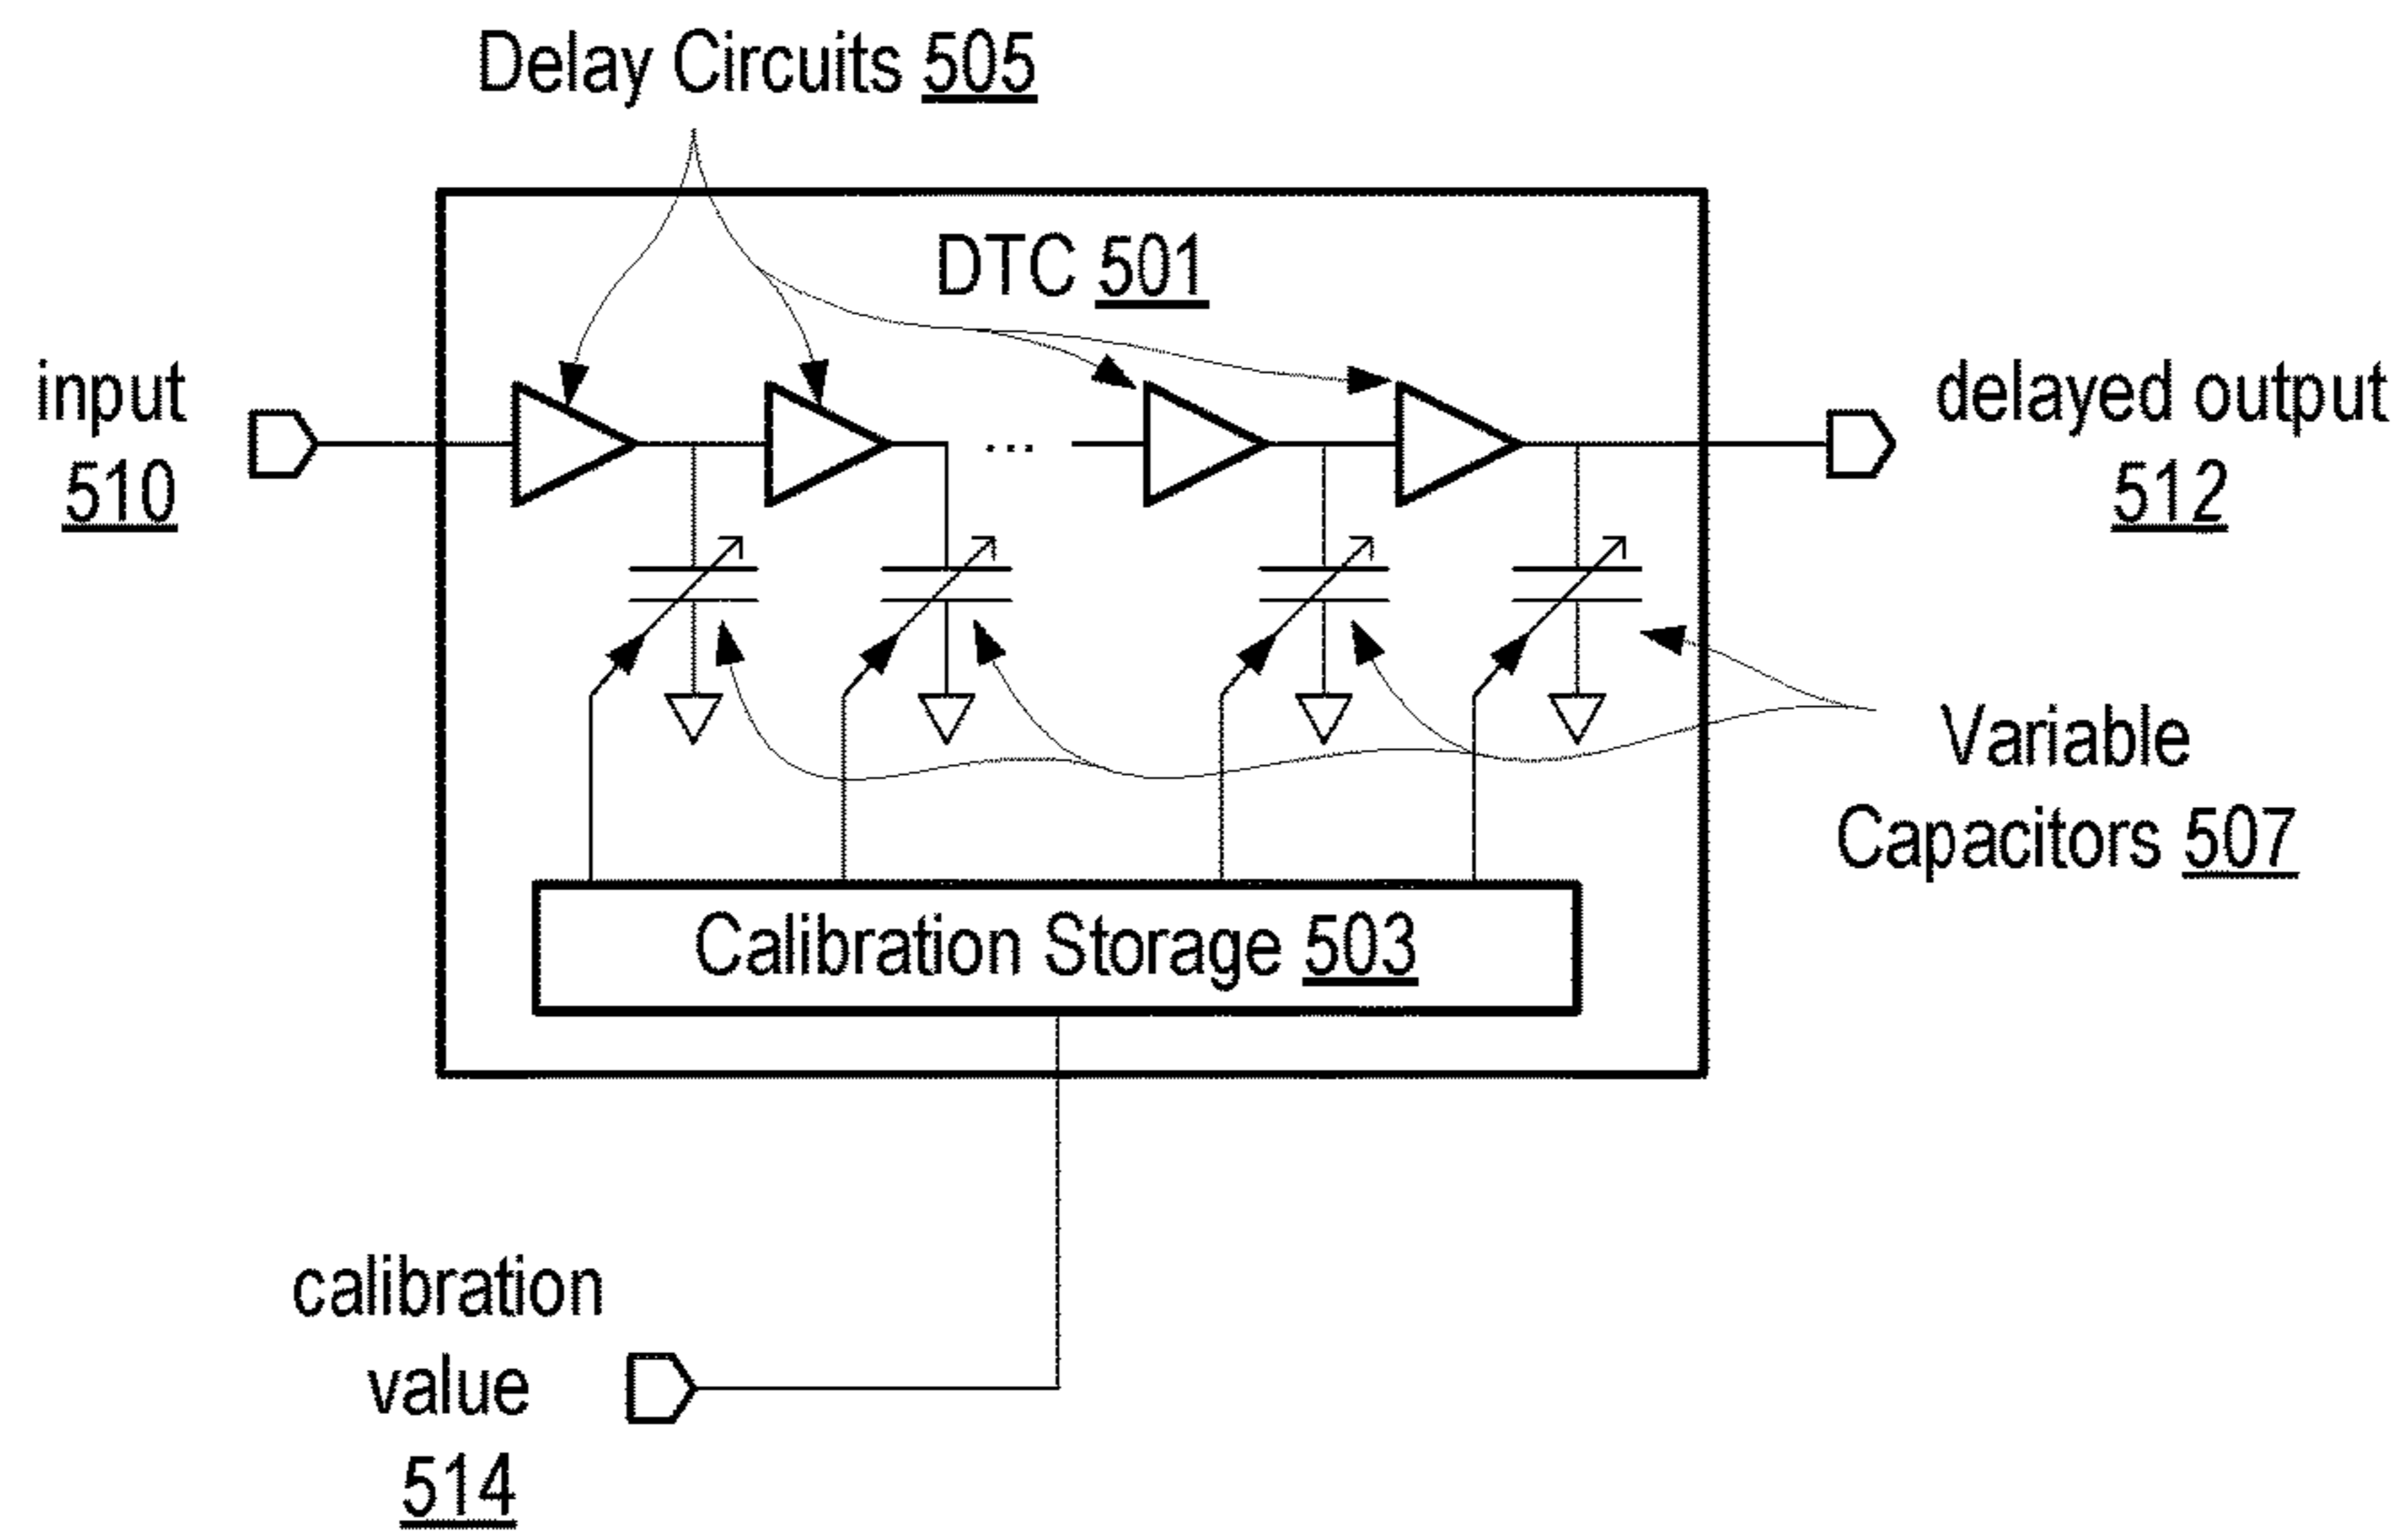 Delay Circuits 505
DTC 501
input
510
delayed output
512
...
Variable
Capacitors 507
Calibration Storage 503
calibration
value
514